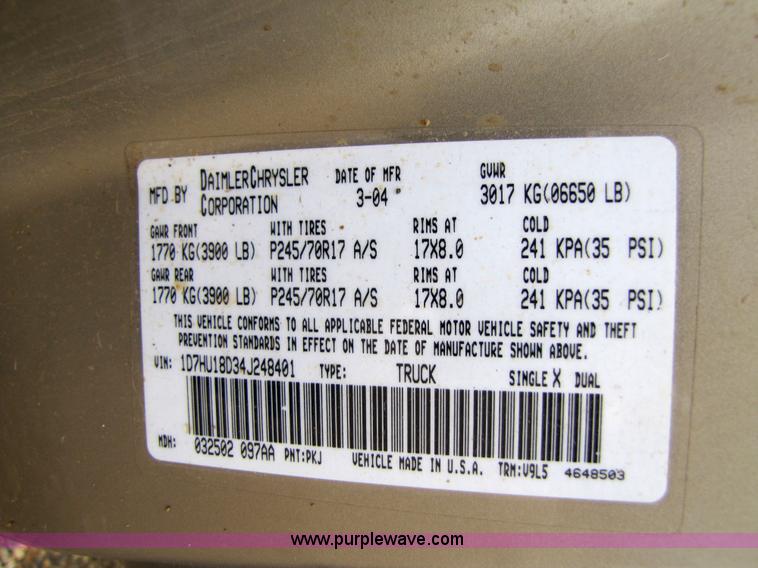 MFD BY DAIMLERCHRYSLER CORPORATION DATE OF MFR 3-04 GVWR 3017 KG(06650 LB)
GAWR FRONT WITH TIRES RIMS AT COLD
1770 KG(3900 LB) P245/70R17 A/S 17X8.0 241 KPA(35 PSI)
GAWR REAR WITH TIRES RIMS AT COLD
1770 KG(3900 LB) P245/70R17 A/S 17X8.0 241 KPA(35 PSI)
THIS VEHICLE CONFORMS TO ALL APPLICABLE FEDERAL MOTOR VEHICLE SAFETY AND THEFT
PREVENTION STANDARDS IN EFFECT ON THE DATE OF MANUFACTURE SHOWN ABOVE.
VIN: 1D7HU18D34J248401 TYPE: TRUCK SINGLE X DUAL
MDH: 032502 097AA PNT:PKJ VEHICLE MADE IN U.S.A. TRM:V9L5 4648503
www.purplewave.com